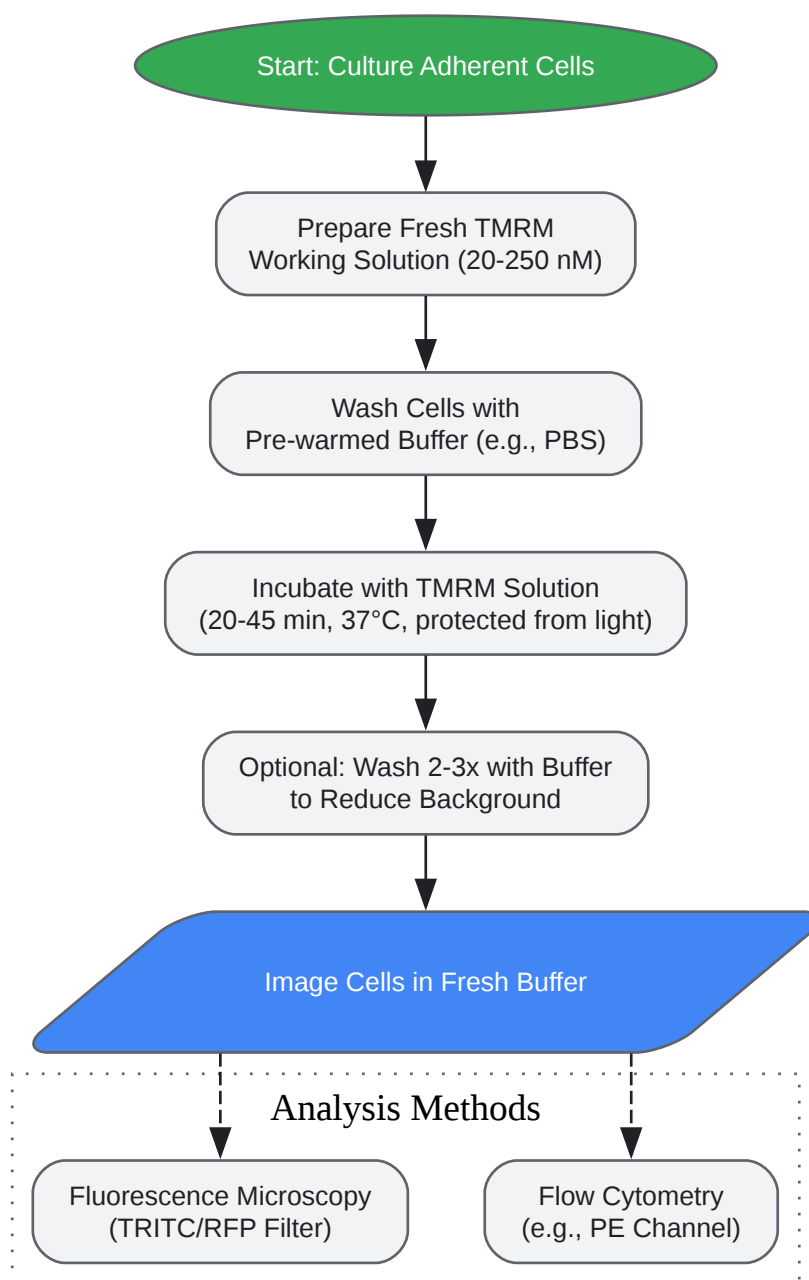 Start: Culture Adherent Cells
Prepare Fresh TMRM
Working Solution (20-250 nM)
Wash Cells with
Pre-warmed Buffer (e.g., PBS)
Incubate with TMRM Solution
(20-45 min, 37°C, protected from light)
Optional: Wash 2-3x with Buffer
to Reduce Background
Image Cells in Fresh Buffer
Analysis Methods
Fluorescence Microscopy
(TRITC/RFP Filter)
Flow Cytometry
(e.g., PE Channel)